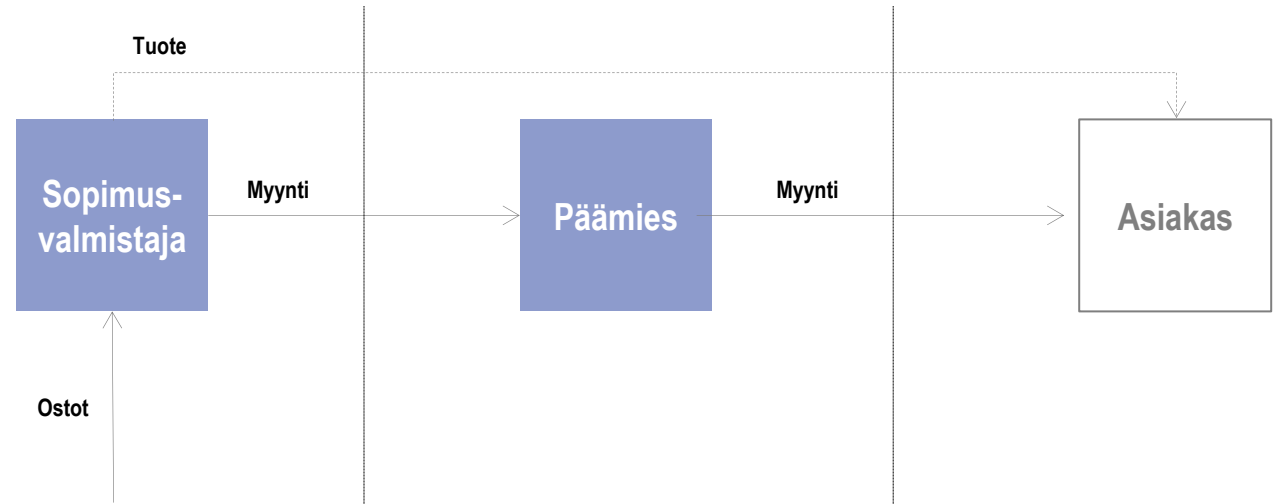 Tuote
Sopimus-
valmistaja
Myynti
Päämies
Myynti
Asiakas
Ostot